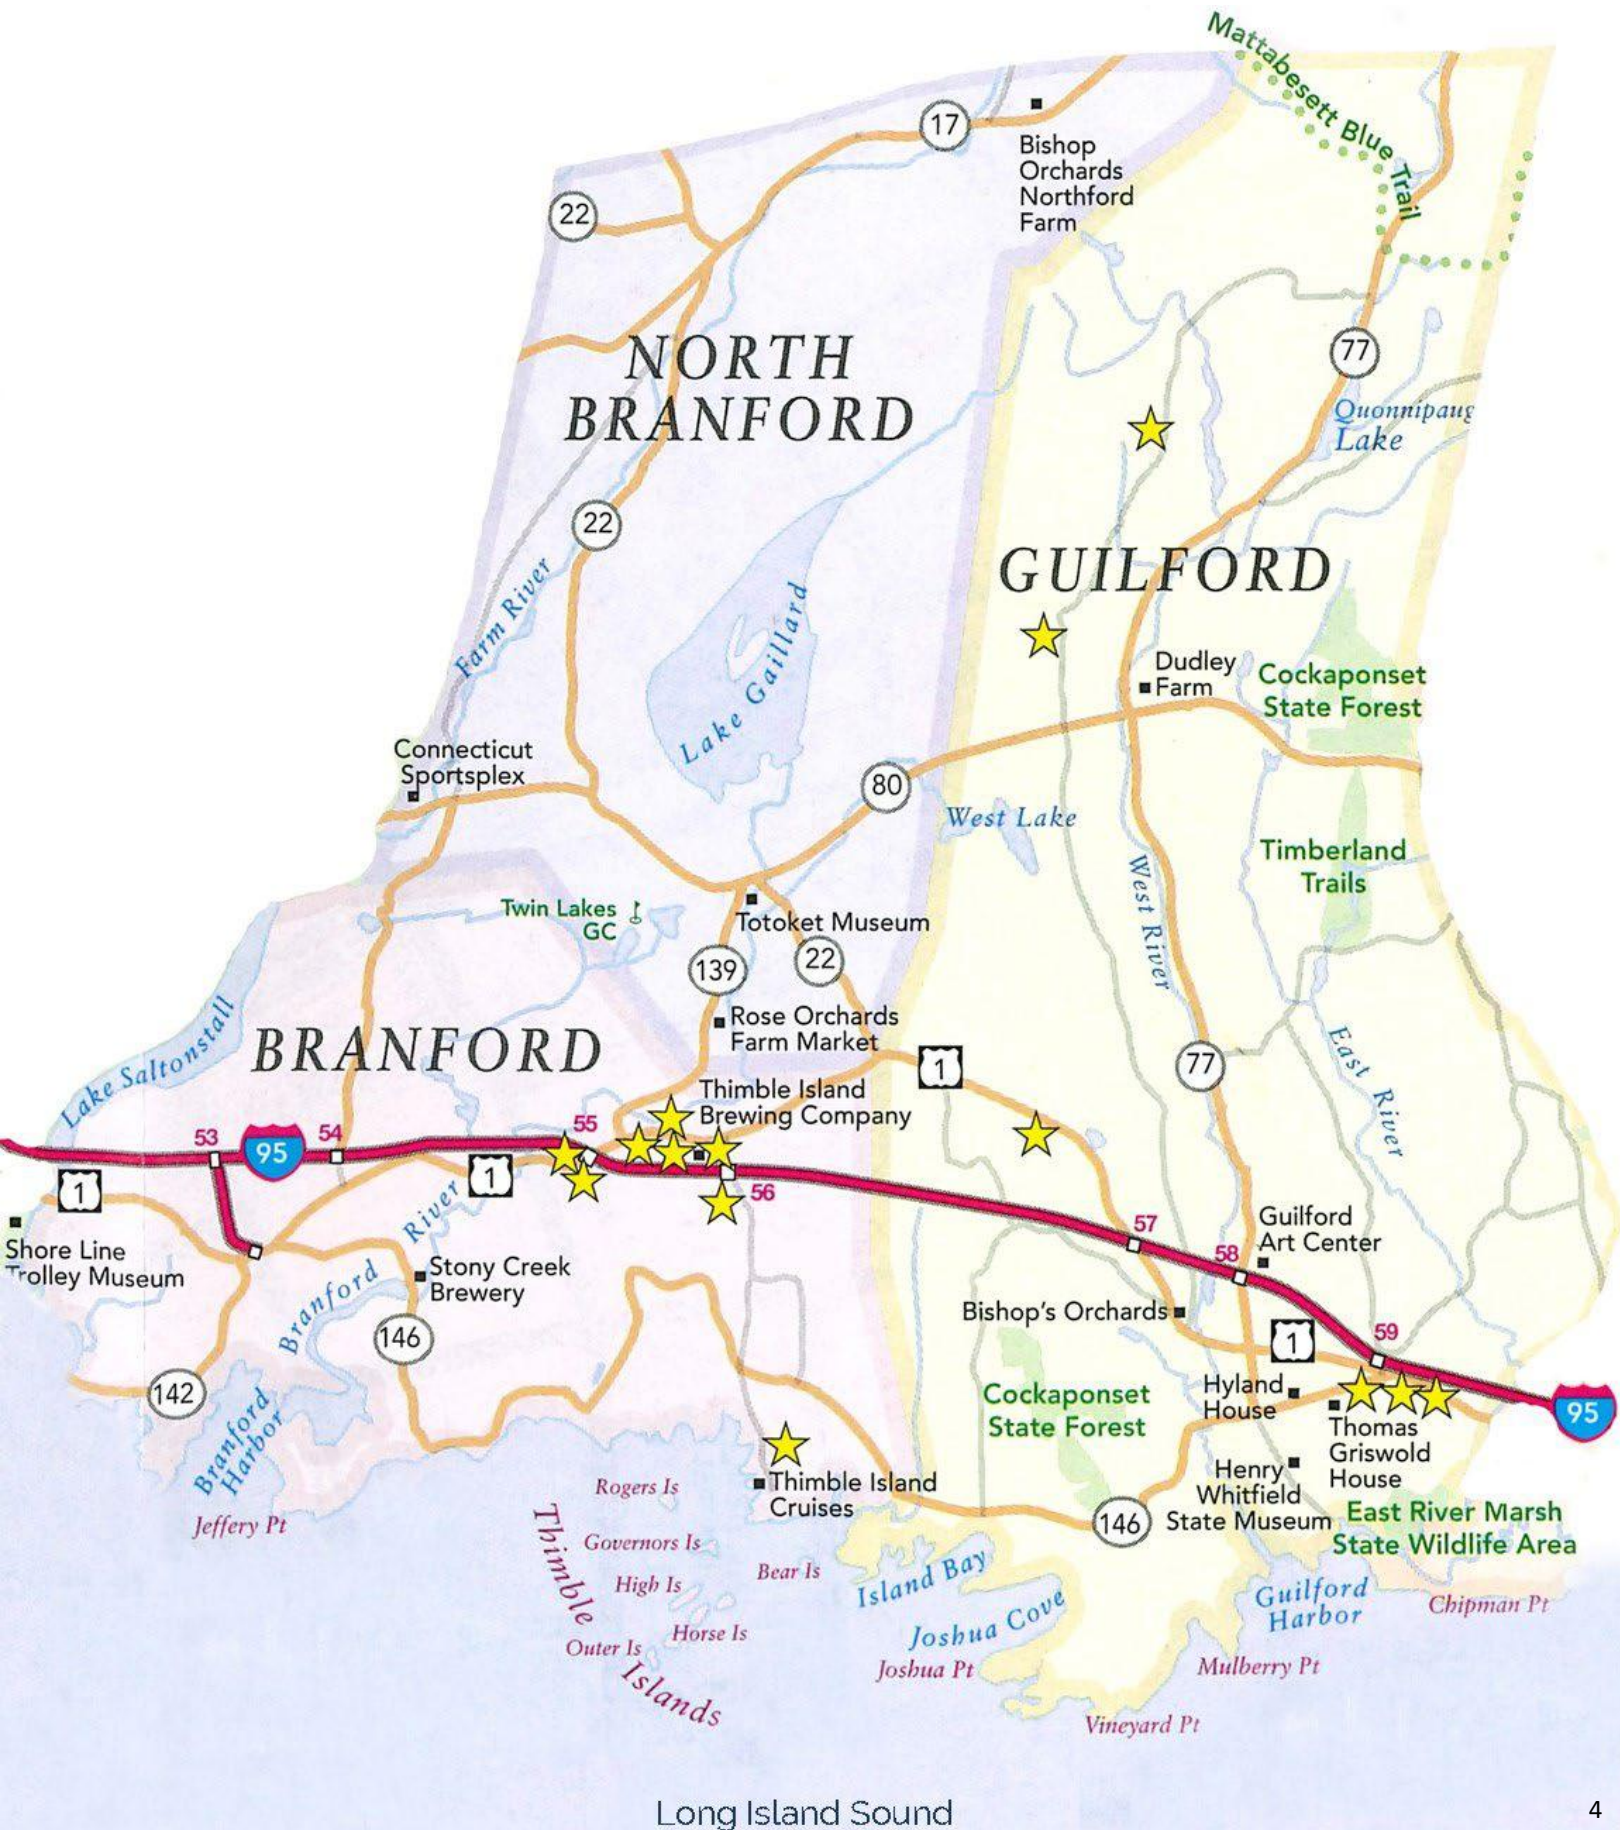 Mattabesett Blue Trail
17
Bishop
Orchards
Northford
Farm
22
77
NORTH
BRANFORD
Quonnipaug
Lake
22
Farm River
GUILFORD
Lake Gaillard
Dudley
Farm
Cockaponset
State Forest
Connecticut
Sportsplex
80
West Lake
Timberland
Trails
West River
Twin Lakes
GC
Totoket Museum
139
22
Rose Orchards
Farm Market
BRANFORD
Lake Saltonstall
East River
1
77
Thimble Island
Brewing Company
53
95
54
55
1
1
56
River
Branford
57
58
59
Guilford
Art Center
Shore Line
Trolley Museum
Stony Creek
Brewery
Bishop's Orchards
146
1
142
Branford
Harbor
Cockaponset
State Forest
Hyland
House
95
Thomas
Griswold
House
Henry
Whitfield
State Museum
Thimble Island
Cruises
Rogers Is
Jeffery Pt
146
East River Marsh
State Wildlife Area
Thimble
Islands
Governors Is
High Is
Bear Is
Horse Is
Outer Is
Island Bay
Joshua Cove
Joshua Pt
Guilford
Harbor
Chipman Pt
Mulberry Pt
Vineyard Pt
Long Island Sound
4